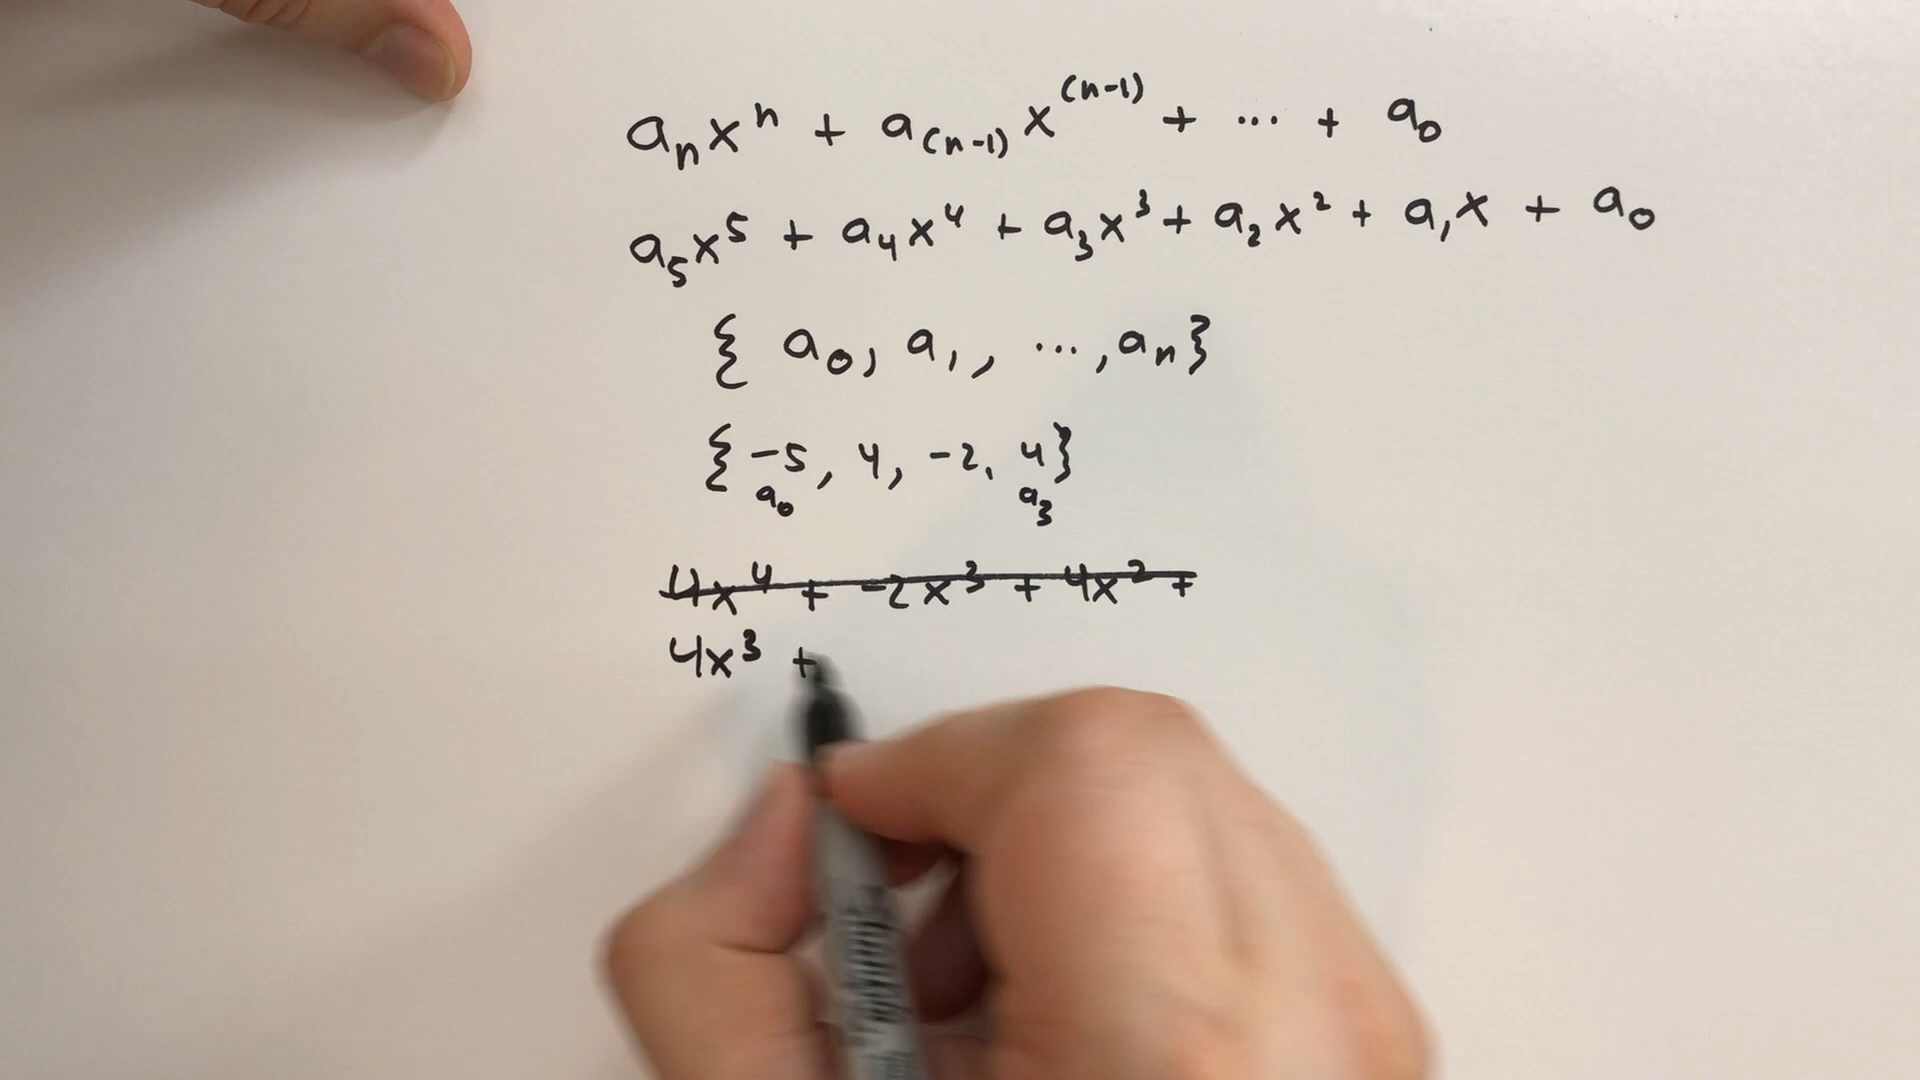 aₙxⁿ + a₍ₙ₋₁₎x⁽ⁿ⁻¹⁾ + ... + a₀
a₅x⁵ + a₄x⁴ + a₃x³ + a₂x² + a₁x + a₀
{ a₀, a₁, ..., aₙ}
{-5, 4, -2, 4}
a₀ a₃
4x⁴ + -2x³ + 4x² +
4x³ +